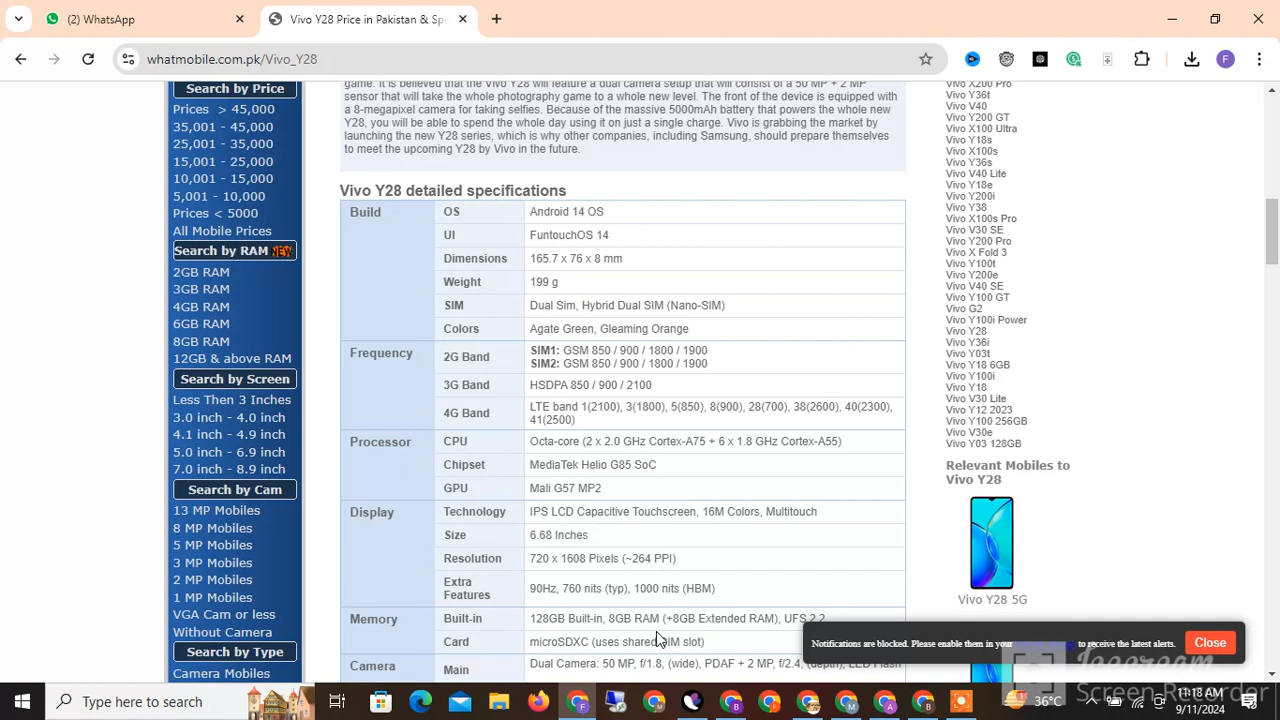 (2) WhatsApp
Vivo Y28 Price in Pakistan & Sp
whatmobile.com.pk/Vivo_Y28
F
Search by Price
Prices > 45,000
35,001 - 45,000
25,001 - 35,000
15,001 - 25,000
10,001 - 15,000
5,001 - 10,000
Prices < 5000
All Mobile Prices
Search by RAM NEW
2GB RAM
3GB RAM
4GB RAM
6GB RAM
8GB RAM
12GB & above RAM
Search by Screen
Less Then 3 Inches
3.0 inch - 4.0 inch
4.1 inch - 4.9 inch
5.0 inch - 6.9 inch
7.0 inch - 8.9 inch
Search by Cam
13 MP Mobiles
8 MP Mobiles
5 MP Mobiles
3 MP Mobiles
2 MP Mobiles
1 MP Mobiles
VGA Cam or less
Without Camera
Search by Type
Camera Mobiles
game. It is believed that the Vivo Y28 will feature a dual camera setup that will consist of a 50 MP + 2 MP
sensor that will take the whole photography game to a whole new level. The front of the device is equipped
with a 8-megapixel camera for taking selfies. Because of the massive 5000mAh battery that powers the whole new
Y28, you will be able to spend the whole day using it on just a single charge. Vivo is grabbing the market by
launching the new Y28 series, which is why other companies, including Samsung, should prepare themselves
to meet the upcoming Y28 by Vivo in the future.
Vivo Y28 detailed specifications
Build OS Android 14 OS
UI FuntouchOS 14
Dimensions 165.7 x 76 x 8 mm
Weight 199 g
SIM Dual Sim, Hybrid Dual SIM (Nano-SIM)
Colors Agate Green, Gleaming Orange
Frequency 2G Band SIM1: GSM 850 / 900 / 1800 / 1900
SIM2: GSM 850 / 900 / 1800 / 1900
3G Band HSDPA 850 / 900 / 2100
4G Band LTE band 1(2100), 3(1800), 5(850), 8(900), 28(700), 38(2600), 40(2300),
41(2500)
Processor CPU Octa-core (2 x 2.0 GHz Cortex-A75 + 6 x 1.8 GHz Cortex-A55)
Chipset MediaTek Helio G85 SoC
GPU Mali G57 MP2
Display Technology IPS LCD Capacitive Touchscreen, 16M Colors, Multitouch
Size 6.68 Inches
Resolution 720 x 1608 Pixels (~264 PPI)
Extra
Features 90Hz, 760 nits (typ), 1000 nits (HBM)
Memory Built-in 128GB Built-in, 8GB RAM (+8GB Extended RAM), UFS 2.2
Card microSDXC (uses shared SIM slot)
Camera Main Dual Camera: 50 MP, f/1.8, (wide), PDAF + 2 MP, f/2.4, (depth), LED Flash
Vivo X200 Pro
Vivo Y36t
Vivo V40
Vivo Y200 GT
Vivo X100 Ultra
Vivo Y18s
Vivo X100s
Vivo Y36s
Vivo V40 Lite
Vivo Y18e
Vivo Y200i
Vivo Y38
Vivo X100s Pro
Vivo V30 SE
Vivo Y200 Pro
Vivo X Fold 3
Vivo Y100t
Vivo Y200e
Vivo V40 SE
Vivo Y100 GT
Vivo G2
Vivo Y100i Power
Vivo Y28
Vivo Y36i
Vivo Y03t
Vivo Y18 6GB
Vivo Y100i
Vivo Y18
Vivo V30 Lite
Vivo Y12 2023
Vivo Y100 256GB
Vivo V30e
Vivo Y03 128GB
Relevant Mobiles to
Vivo Y28
Vivo Y28 5G
Notifications are blocked. Please enable them in your to receive the latest alerts.
Close
Icecream
Screen Recorder
Type here to search
36°C
11:18 AM
9/11/2024